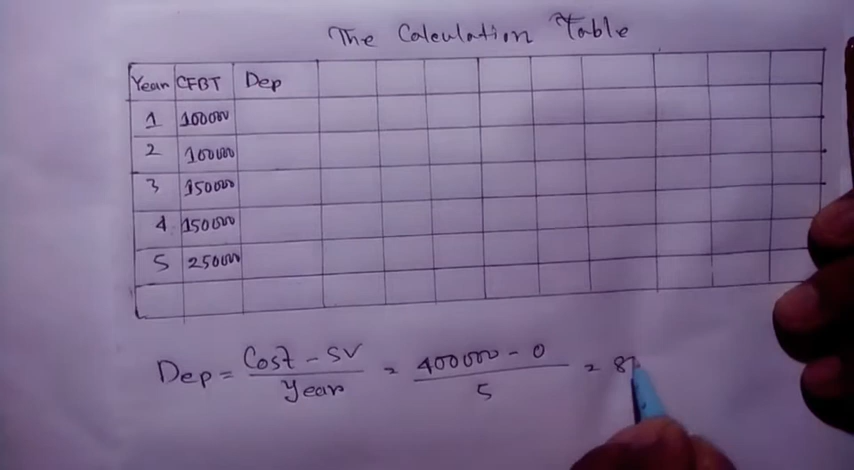 The Calculation Table
Year CFBT Dep
1 100000
2 100000
3 150000
4 150000
5 250000
Dep = Cost - SV / Year = 400000 - 0 / 5 = 8